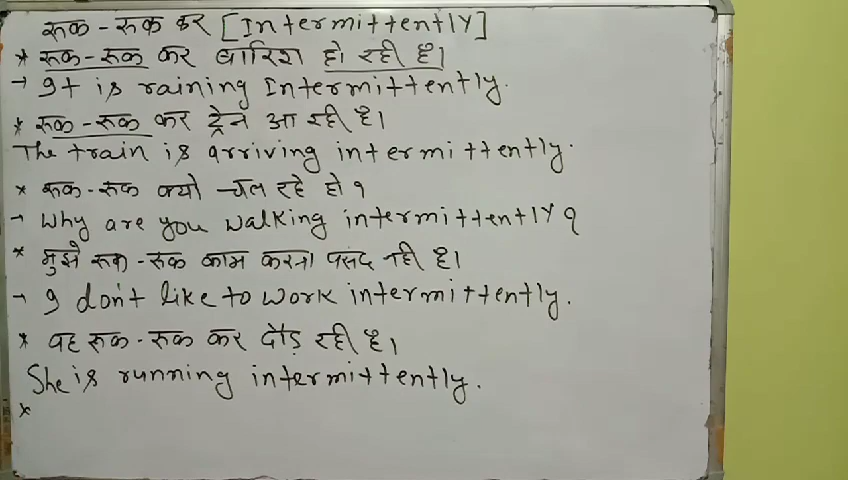 रूक - रूक कर [Intermittently]
* रूक-रूक कर बारिश हो रही है।
→ It is raining Intermittently.
* रूक-रूक कर ट्रेन आ रही है।
The train is arriving intermittently.
* रूक-रूक क्यो चल रहे हो ?
→ Why are you walking intermittently ?
* मुझे रूक-रूक काम करना पसंद नही है।
→ I don't like to work intermittently.
* वह रूक-रूक कर दौड़ रही है।
She is running intermittently.
*